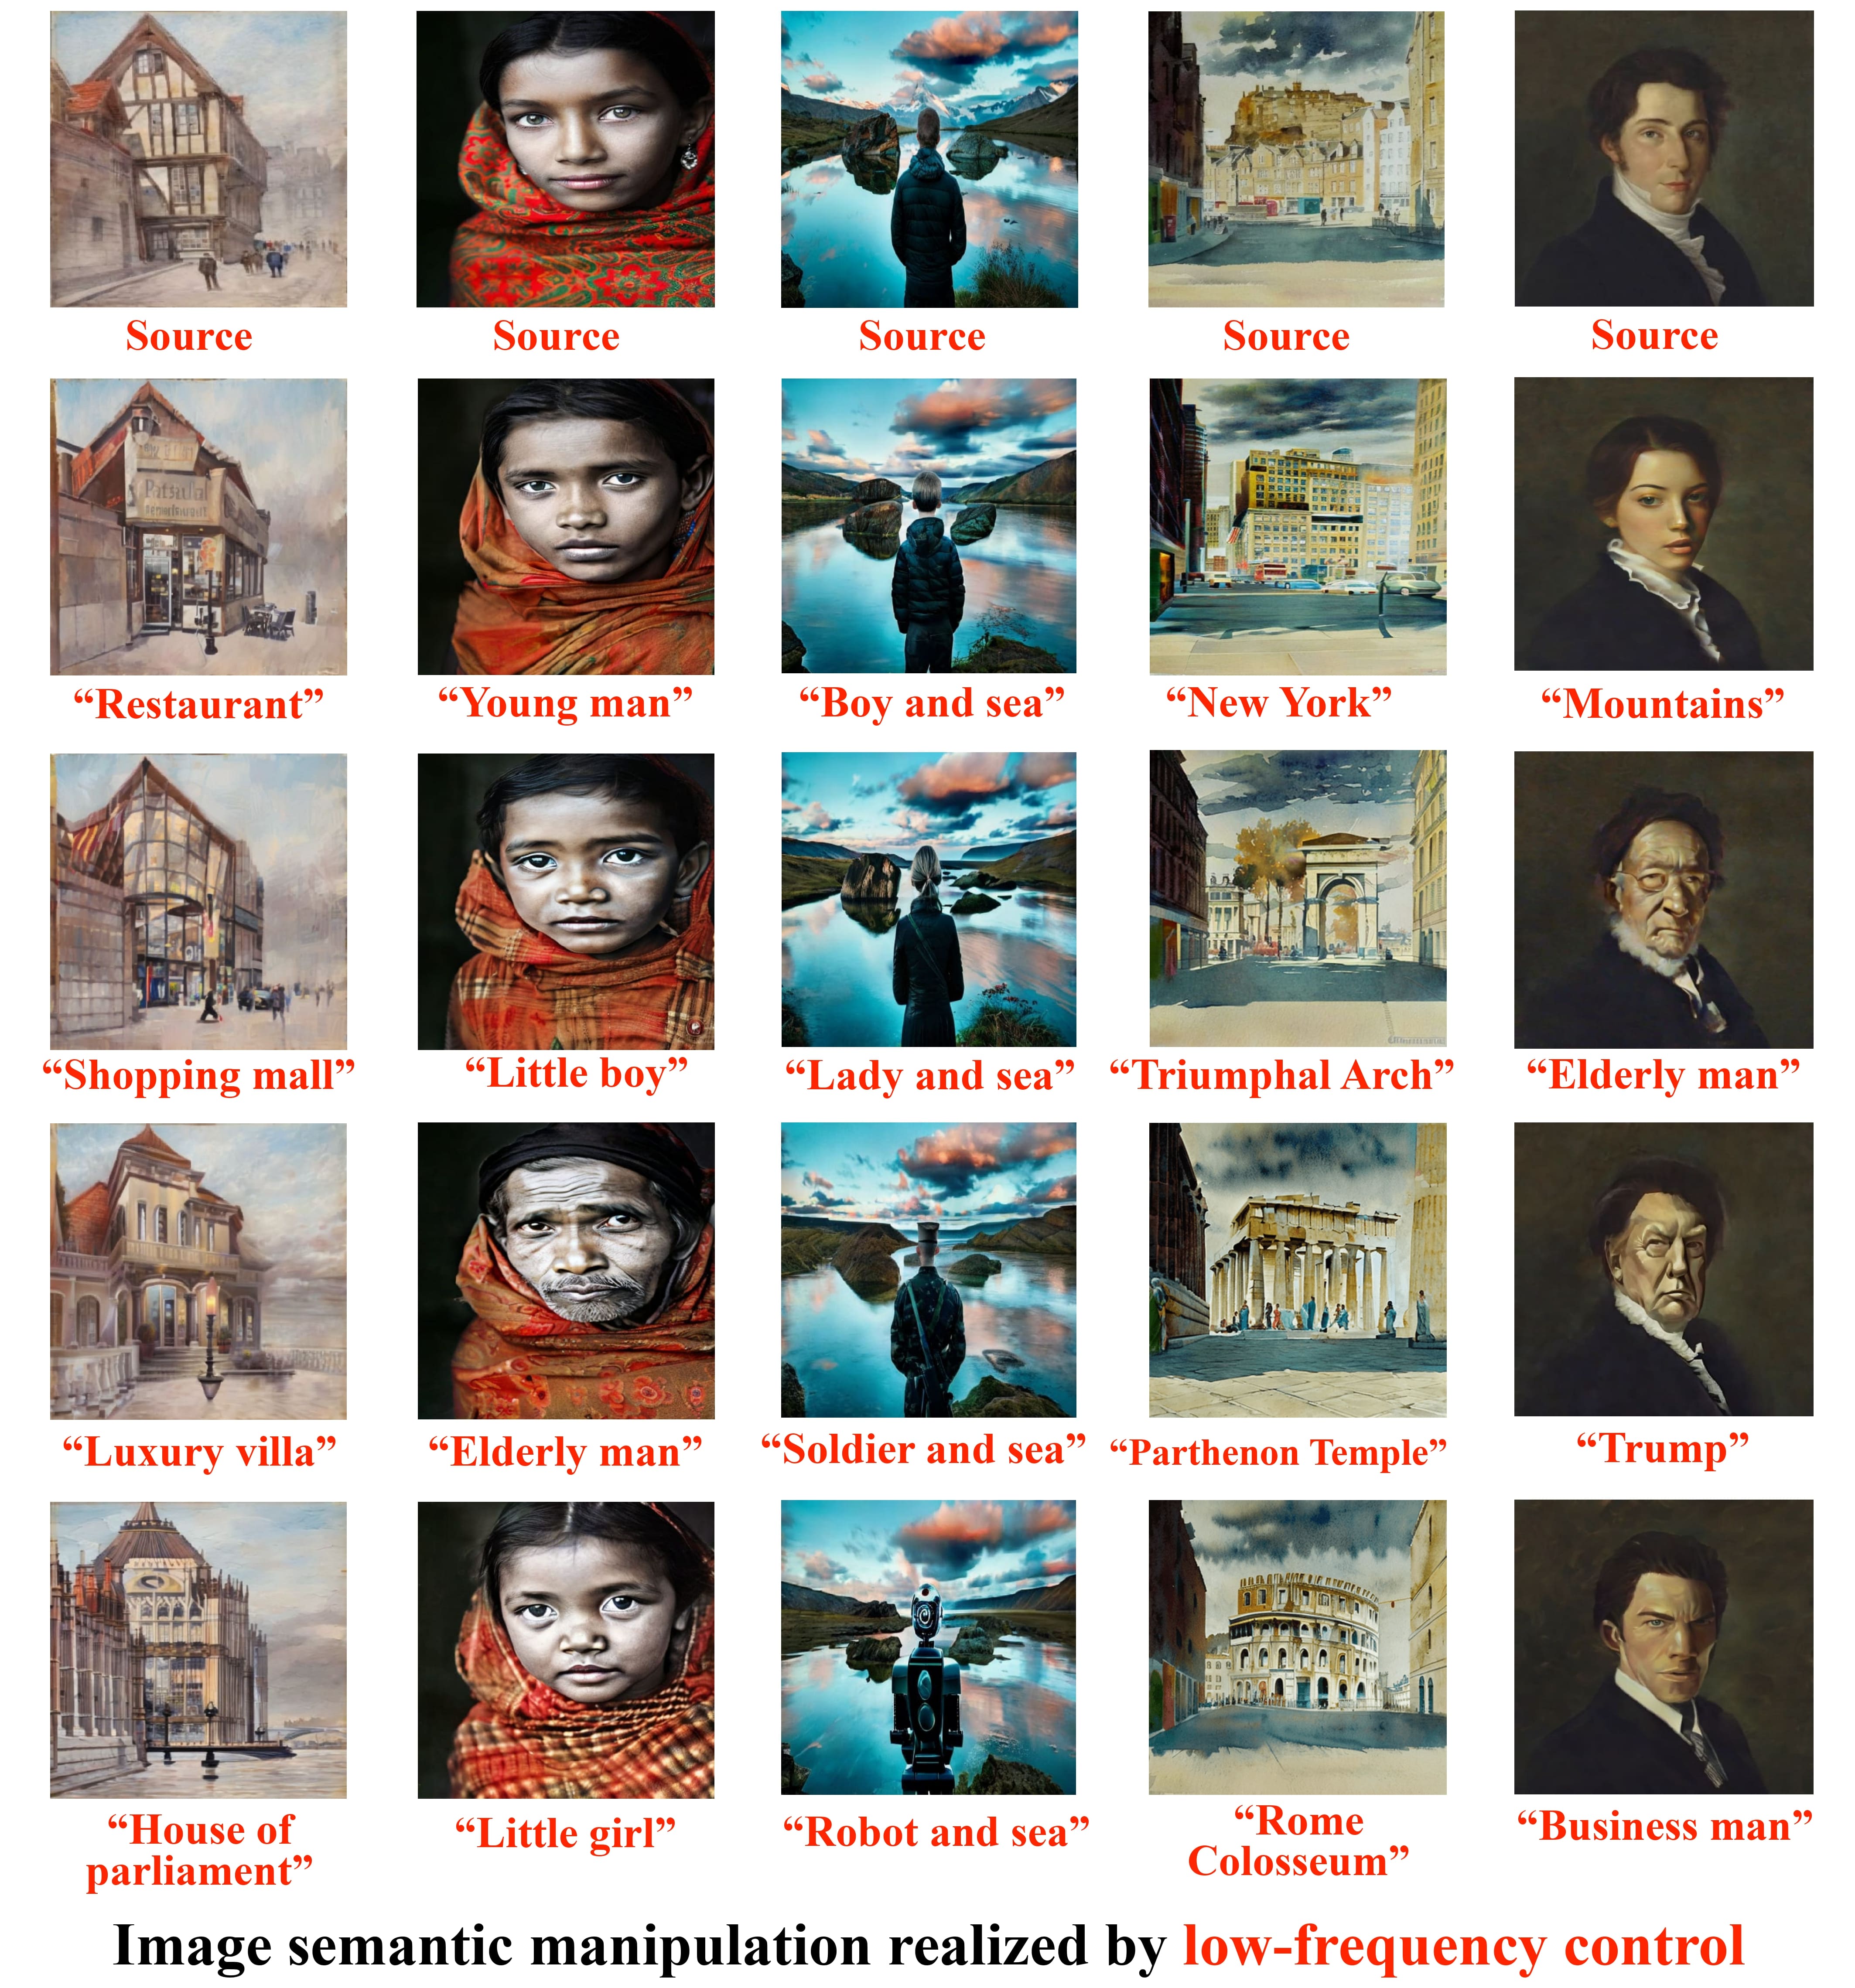 Source
Source
Source
Source
Source
“Restaurant”
“Young man”
“Boy and sea”
“New York”
“Mountains”
“Shopping mall”
“Little boy”
“Lady and sea”
“Triumphal Arch”
“Elderly man”
“Luxury villa”
“Elderly man”
“Soldier and sea”
“Parthenon Temple”
“Trump”
“House of
parliament”
“Little girl”
“Robot and sea”
“Rome
Colosseum”
“Business man”
Image semantic manipulation realized by low-frequency control